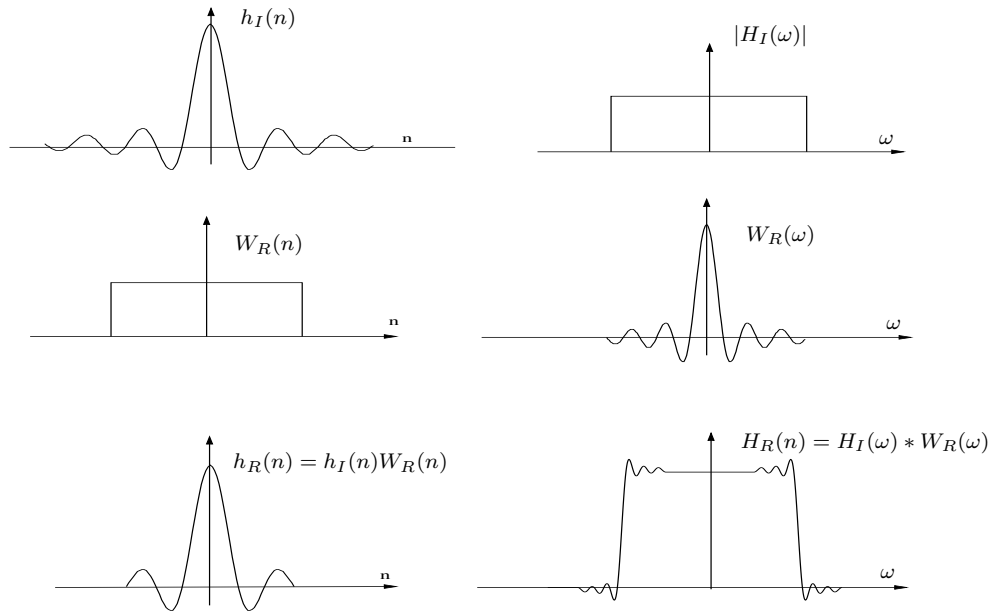 h_I(n)
|H_I(ω)|
n
ω
W_R(n)
W_R(ω)
n
ω
h_R(n) = h_I(n)W_R(n)
H_R(n) = H_I(ω) ∗ W_R(ω)
n
ω